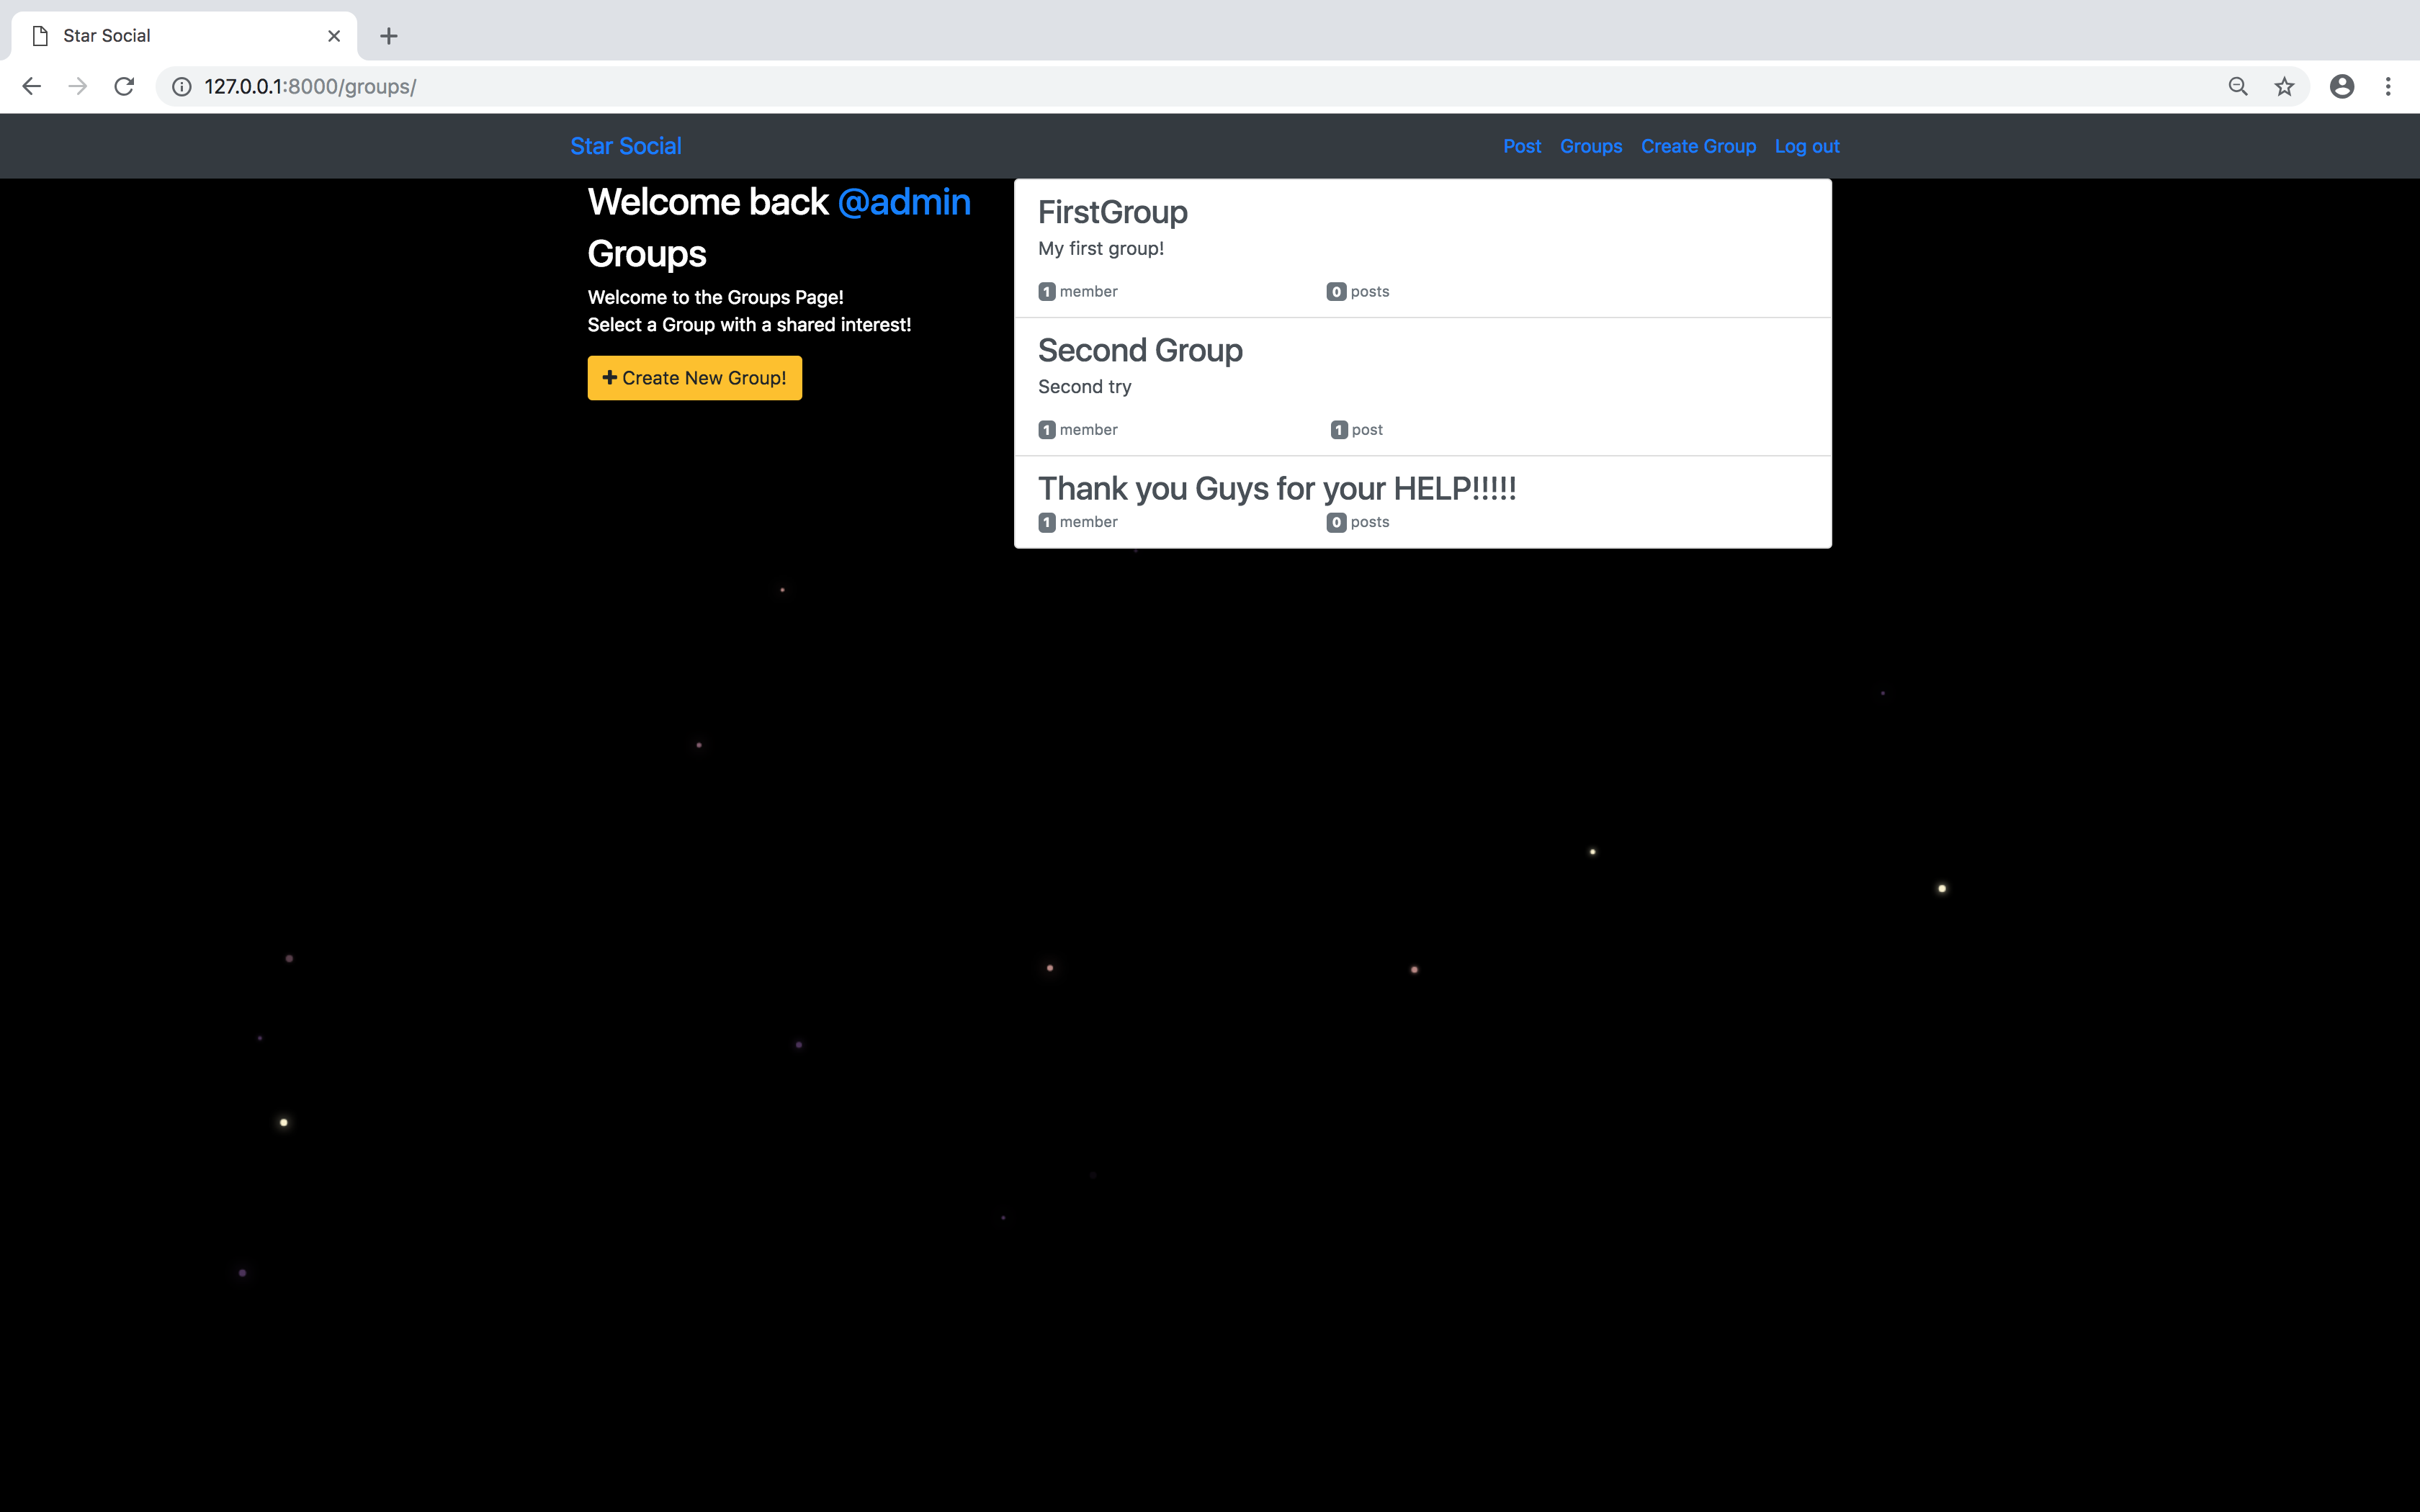 Star Social
127.0.0.1:8000/groups/
Star Social
Post Groups Create Group Log out
Welcome back @admin
Groups
Welcome to the Groups Page!
Select a Group with a shared interest!
Create New Group!
FirstGroup
My first group!
1 member 0 posts
Second Group
Second try
1 member 1 post
Thank you Guys for your HELP!!!!!
1 member 0 posts